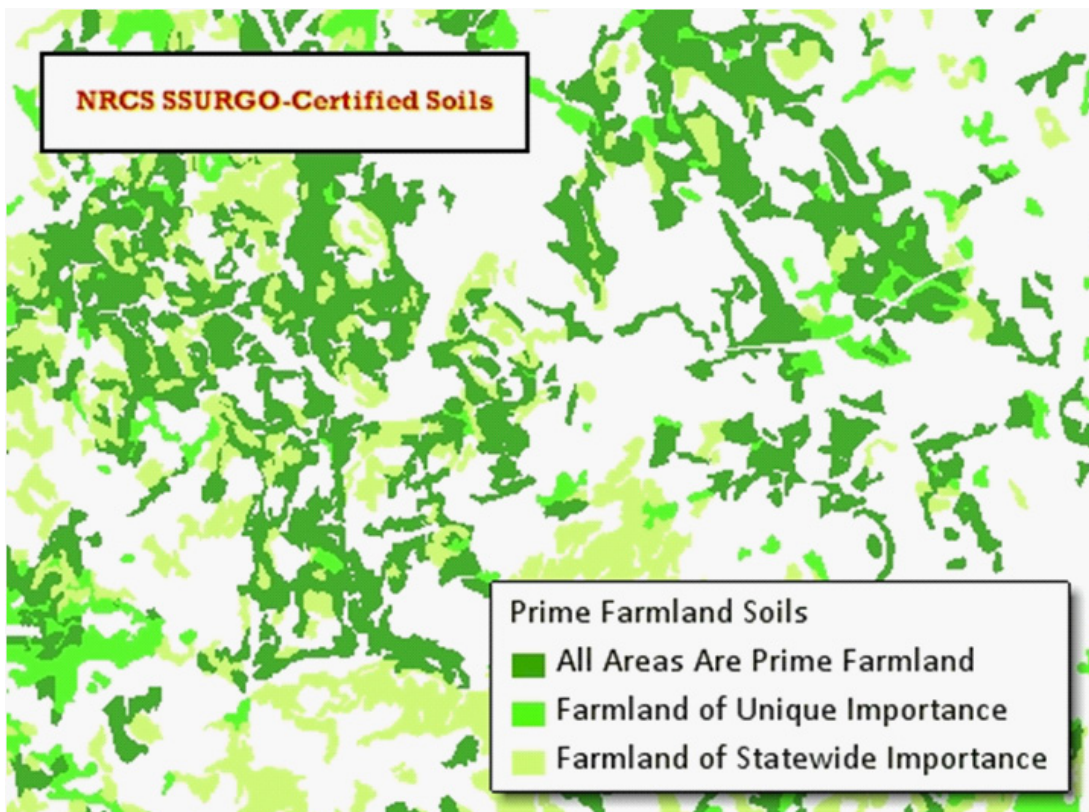 NRCS SSURGO-Certified Soils
Prime Farmland Soils
All Areas Are Prime Farmland
Farmland of Unique Importance
Farmland of Statewide Importance